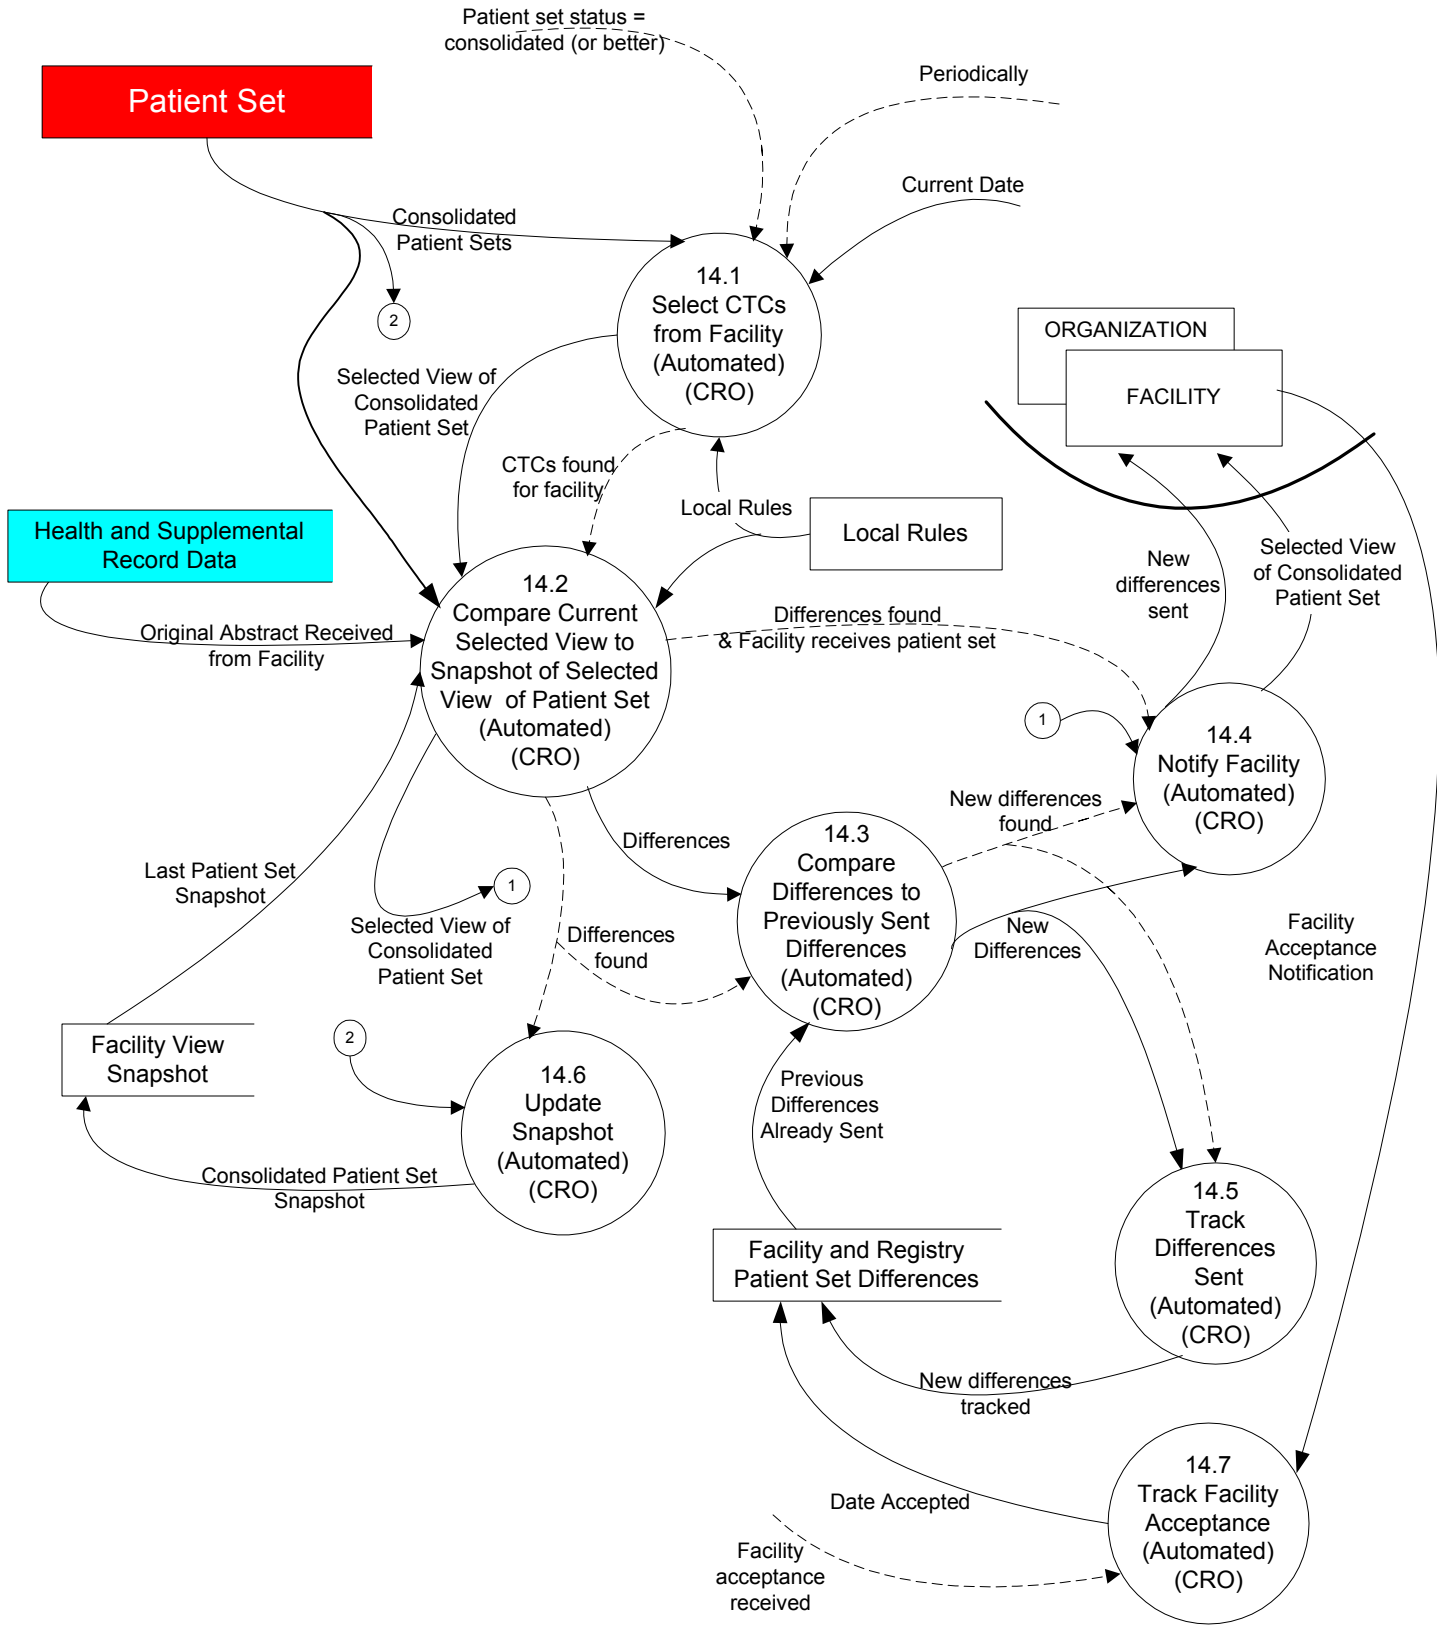 Patient set status =
consolidated (or better)
Periodically
Patient Set
Current Date
Consolidated
Patient Sets
14.1
Select CTCs
from Facility
(Automated)
(CRO)
2
ORGANIZATION
FACILITY
Selected View of
Consolidated
Patient Set
CTCs found
for facility
Local Rules
Local Rules
Health and Supplemental
Record Data
New
differences
sent
Selected View
of Consolidated
Patient Set
14.2
Compare Current
Selected View to
Snapshot of Selected
View of Patient Set
(Automated)
(CRO)
Differences found
& Facility receives patient set
Original Abstract Received
from Facility
1
14.4
Notify Facility
(Automated)
(CRO)
New differences
found
Differences
14.3
Compare
Differences to
Previously Sent
Differences
(Automated)
(CRO)
Last Patient Set
Snapshot
1
Selected View of
Consolidated
Patient Set
Differences
found
New
Differences
Facility
Acceptance
Notification
Facility View
Snapshot
2
14.6
Update
Snapshot
(Automated)
(CRO)
Previous
Differences
Already Sent
Consolidated Patient Set
Snapshot
14.5
Track
Differences
Sent
(Automated)
(CRO)
Facility and Registry
Patient Set Differences
New differences
tracked
14.7
Track Facility
Acceptance
(Automated)
(CRO)
Date Accepted
Facility
acceptance
received